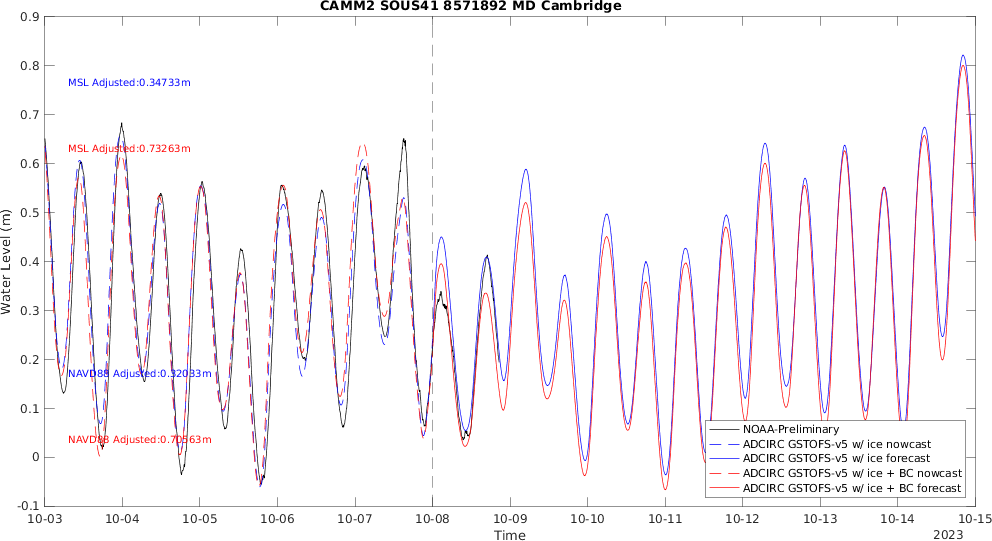 CAMM2 SOUS41 8571892 MD Cambridge
0.9
0.8
MSL Adjusted:0.34733m
0.7
MSL Adjusted:0.73263m
0.6
0.5
Water Level (m)
0.4
0.3
0.2
NAVD88 Adjusted:0.32033m
0.1
NAVD88 Adjusted:0.70563m
0
-0.1
NOAA-Preliminary
ADCIRC GSTOFS-v5 w/ ice nowcast
ADCIRC GSTOFS-v5 w/ ice forecast
ADCIRC GSTOFS-v5 w/ ice + BC nowcast
ADCIRC GSTOFS-v5 w/ ice + BC forecast
10-03 10-04 10-05 10-06 10-07 10-08 10-09 10-10 10-11 10-12 10-13 10-14 10-15
Time
2023